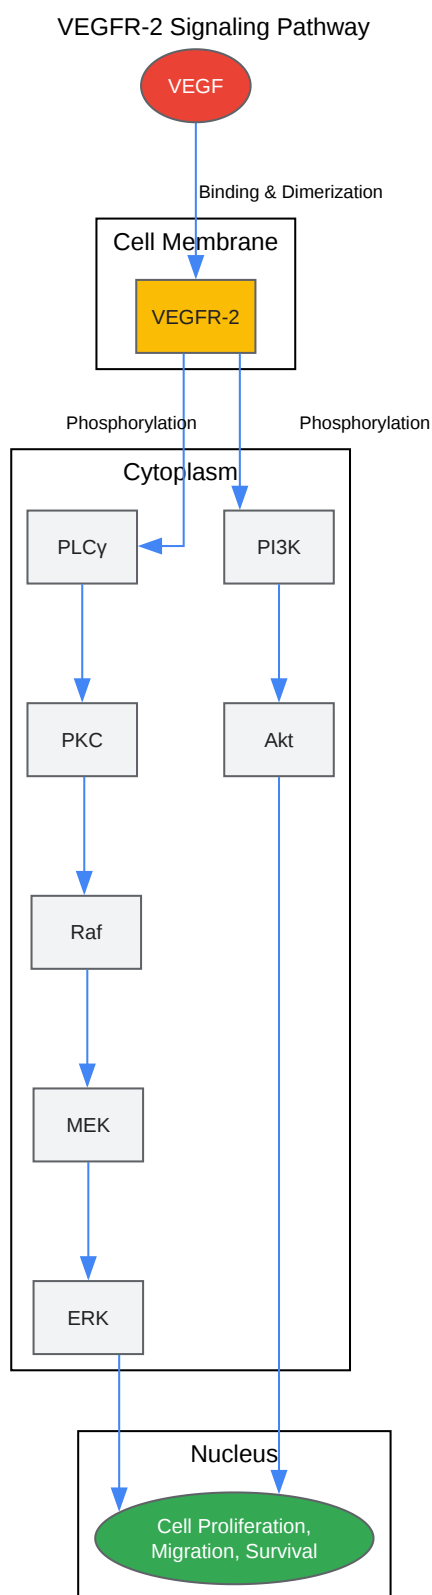 VEGFR-2 Signaling Pathway
VEGF
Binding & Dimerization
Cell Membrane
VEGFR-2
Phosphorylation
Phosphorylation
Cytoplasm
PLCγ
PI3K
PKC
Akt
Raf
MEK
ERK
Nucleus
Cell Proliferation,
Migration, Survival